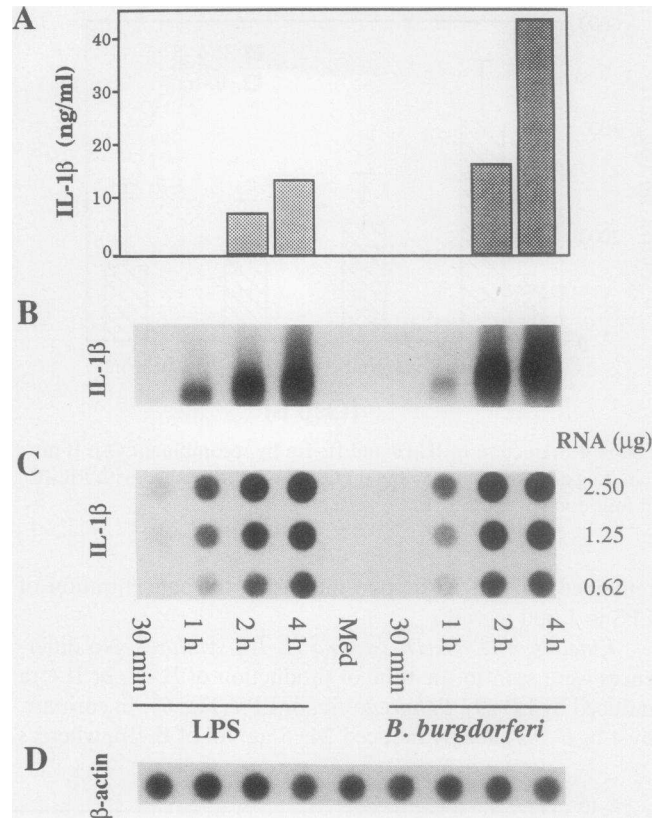 A
IL-1β (ng/ml)
40
30
20
10
0
B
IL-1β
RNA (μg)
C
IL-1β
2.50
1.25
0.62
30 min
1 h
2 h
4 h
Med
30 min
1 h
2 h
4 h
LPS
B. burgdorferi
D
β-actin